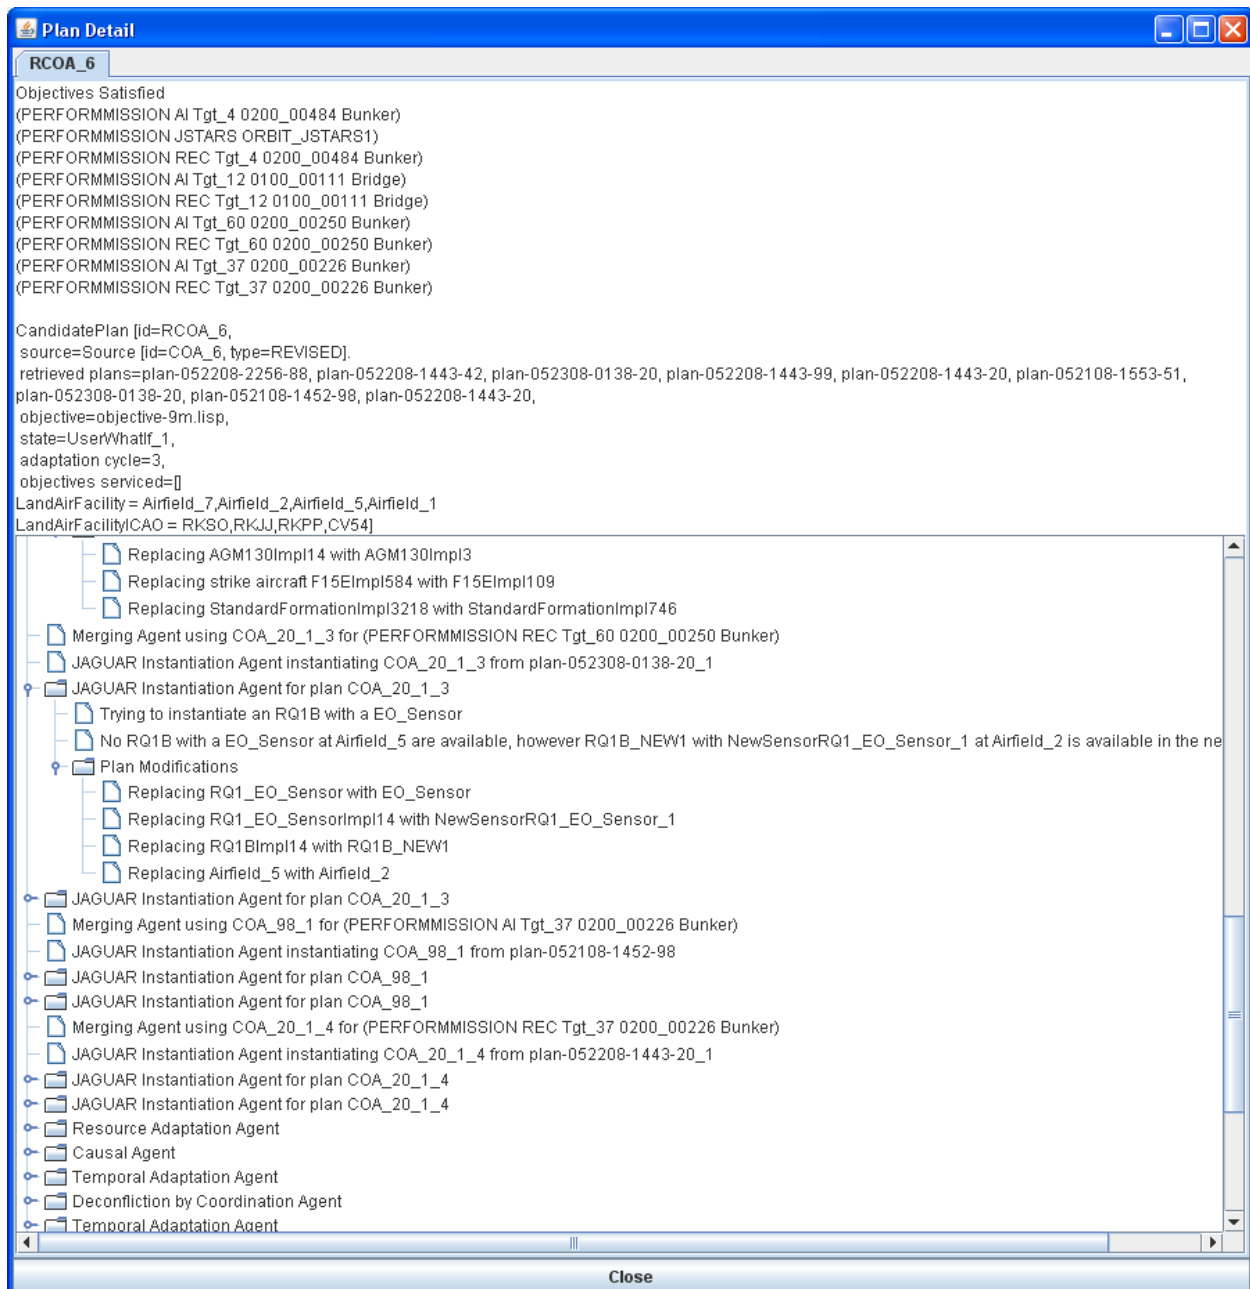 Plan Detail
RCOA_6
Objectives Satisfied
(PERFORMMISSION AI Tgt_4 0200_00484 Bunker)
(PERFORMMISSION JSTARS ORBIT_JSTARS1)
(PERFORMMISSION REC Tgt_4 0200_00484 Bunker)
(PERFORMMISSION AI Tgt_12 0100_00111 Bridge)
(PERFORMMISSION REC Tgt_12 0100_00111 Bridge)
(PERFORMMISSION AI Tgt_60 0200_00250 Bunker)
(PERFORMMISSION REC Tgt_60 0200_00250 Bunker)
(PERFORMMISSION AI Tgt_37 0200_00226 Bunker)
(PERFORMMISSION REC Tgt_37 0200_00226 Bunker)
CandidatePlan [id=RCOA_6,
source=Source [id=COA_6, type=REVISED].
retrieved plans=plan-052208-2256-88, plan-052208-1443-42, plan-052308-0138-20, plan-052208-1443-99, plan-052208-1443-20, plan-052108-1553-51,
plan-052308-0138-20, plan-052108-1452-98, plan-052208-1443-20,
objective=objective-9m.lisp,
state=UserWhatIf_1,
adaptation cycle=3,
objectives serviced=[]
LandAirFacility = Airfield_7,Airfield_2,Airfield_5,Airfield_1
LandAirFacilityICAO = RKSO,RKJJ,RKPP,CV54]
Replacing AGM130Impl14 with AGM130Impl3
Replacing strike aircraft F15EImpl584 with F15EImpl109
Replacing StandardFormationImpl3218 with StandardFormationImpl746
Merging Agent using COA_20_1_3 for (PERFORMMISSION REC Tgt_60 0200_00250 Bunker)
JAGUAR Instantiation Agent instantiating COA_20_1_3 from plan-052308-0138-20_1
JAGUAR Instantiation Agent for plan COA_20_1_3
Trying to instantiate an RQ1B with a EO_Sensor
No RQ1B with a EO_Sensor at Airfield_5 are available, however RQ1B_NEW1 with NewSensorRQ1_EO_Sensor_1 at Airfield_2 is available in the ne
Plan Modifications
Replacing RQ1_EO_Sensor with EO_Sensor
Replacing RQ1_EO_SensorImpl14 with NewSensorRQ1_EO_Sensor_1
Replacing RQ1BImpl14 with RQ1B_NEW1
Replacing Airfield_5 with Airfield_2
JAGUAR Instantiation Agent for plan COA_20_1_3
Merging Agent using COA_98_1 for (PERFORMMISSION AI Tgt_37 0200_00226 Bunker)
JAGUAR Instantiation Agent instantiating COA_98_1 from plan-052108-1452-98
JAGUAR Instantiation Agent for plan COA_98_1
JAGUAR Instantiation Agent for plan COA_98_1
Merging Agent using COA_20_1_4 for (PERFORMMISSION REC Tgt_37 0200_00226 Bunker)
JAGUAR Instantiation Agent instantiating COA_20_1_4 from plan-052208-1443-20_1
JAGUAR Instantiation Agent for plan COA_20_1_4
JAGUAR Instantiation Agent for plan COA_20_1_4
Resource Adaptation Agent
Causal Agent
Temporal Adaptation Agent
Deconfliction by Coordination Agent
Temporal Adaptation Agent
Close